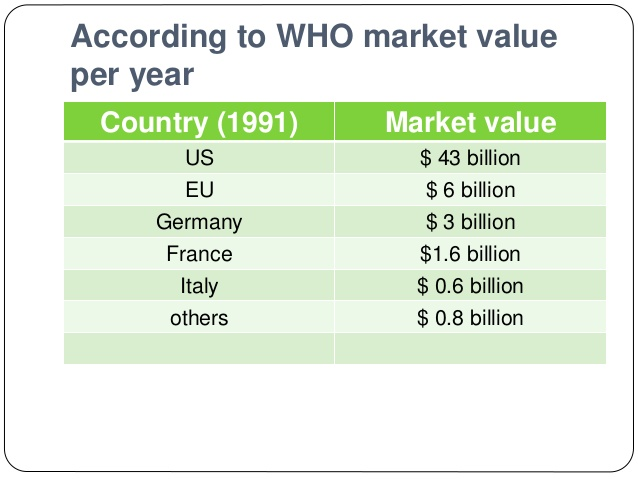 According to WHO market value
per year
Country (1991) Market value
US $ 43 billion
EU $ 6 billion
Germany $ 3 billion
France $1.6 billion
Italy $ 0.6 billion
others $ 0.8 billion